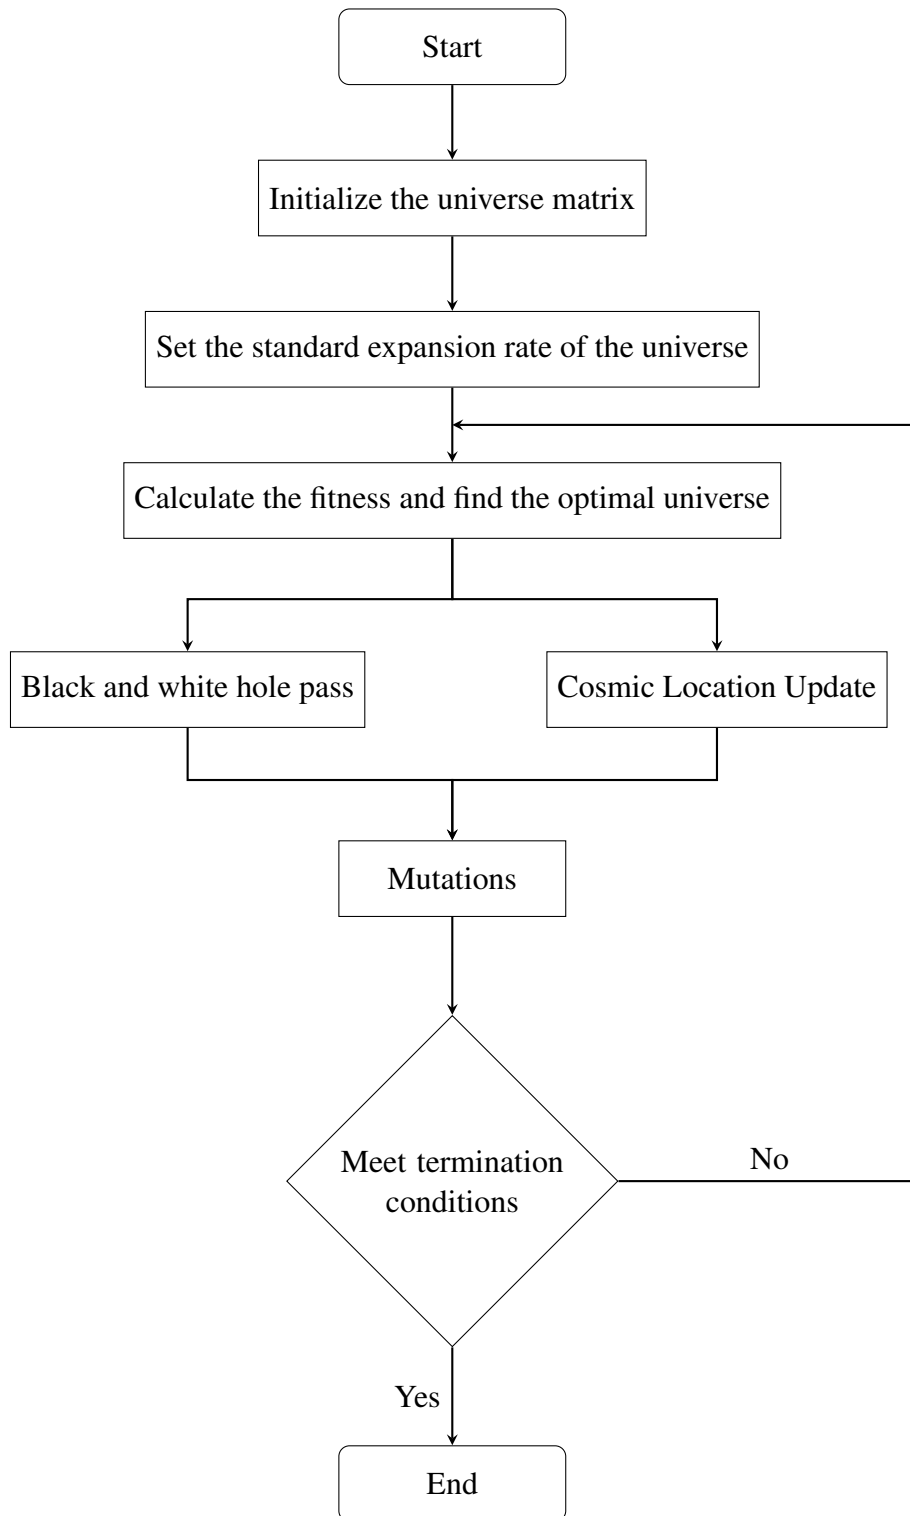 Start
Initialize the universe matrix
Set the standard expansion rate of the universe
Calculate the fitness and find the optimal universe
Black and white hole pass
Cosmic Location Update
Mutations
Meet termination
conditions
No
Yes
End